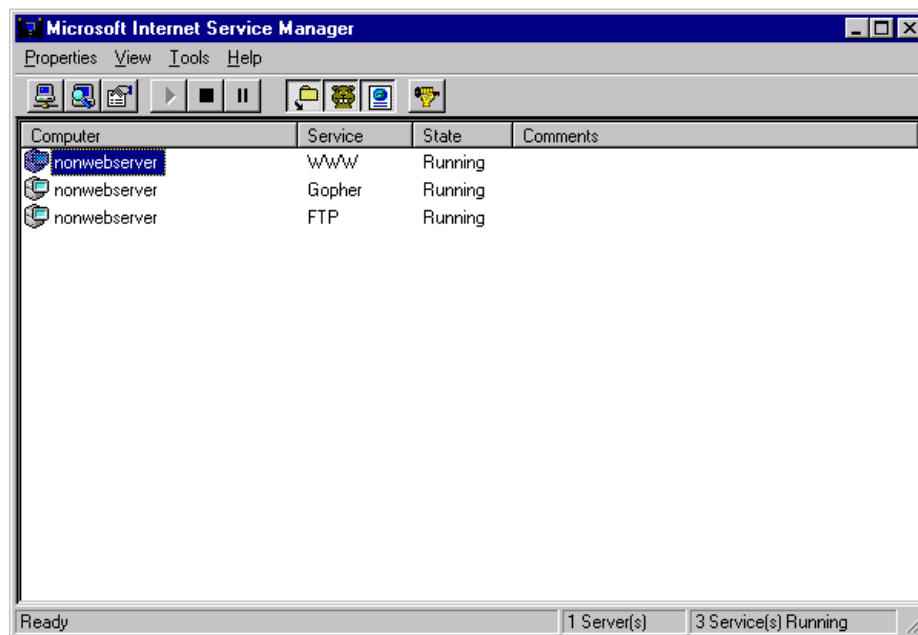 Microsoft Internet Service Manager
Properties View Tools Help
Computer Service State Comments
nonwebserver WWW Running
nonwebserver Gopher Running
nonwebserver FTP Running
Ready 1 Server(s) 3 Service(s) Running